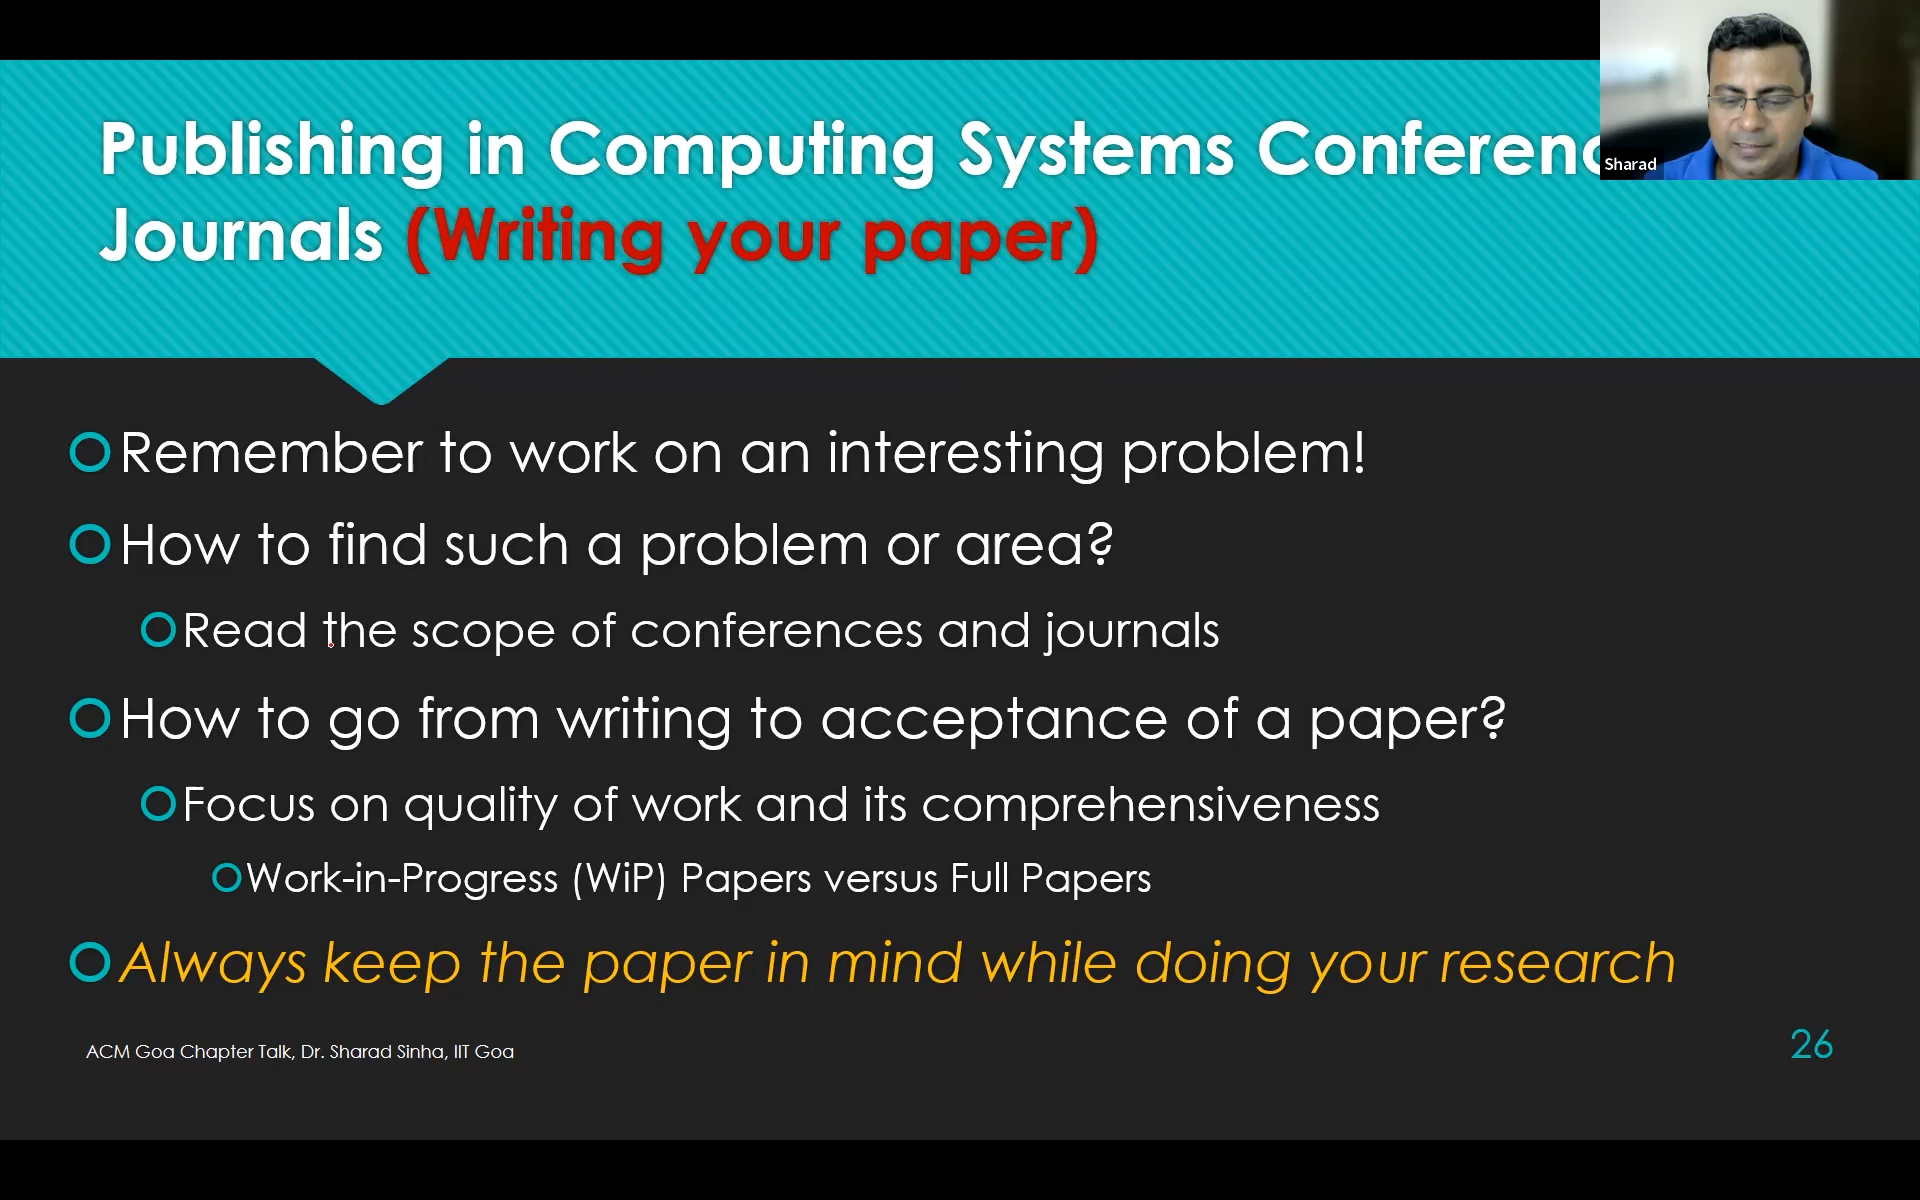 Publishing in Computing Systems
Journals (Writing your paper)
Sharad
Remember to work on an interesting problem!
How to find such a problem or area?
Read the scope of conferences and journals
How to go from writing to acceptance of a paper?
Focus on quality of work and its comprehensiveness
Work-in-Progress (WiP) Papers versus Full Papers
Always keep the paper in mind while doing your research
ACM Goa Chapter Talk, Dr. Sharad Sinha, IIT Goa
26